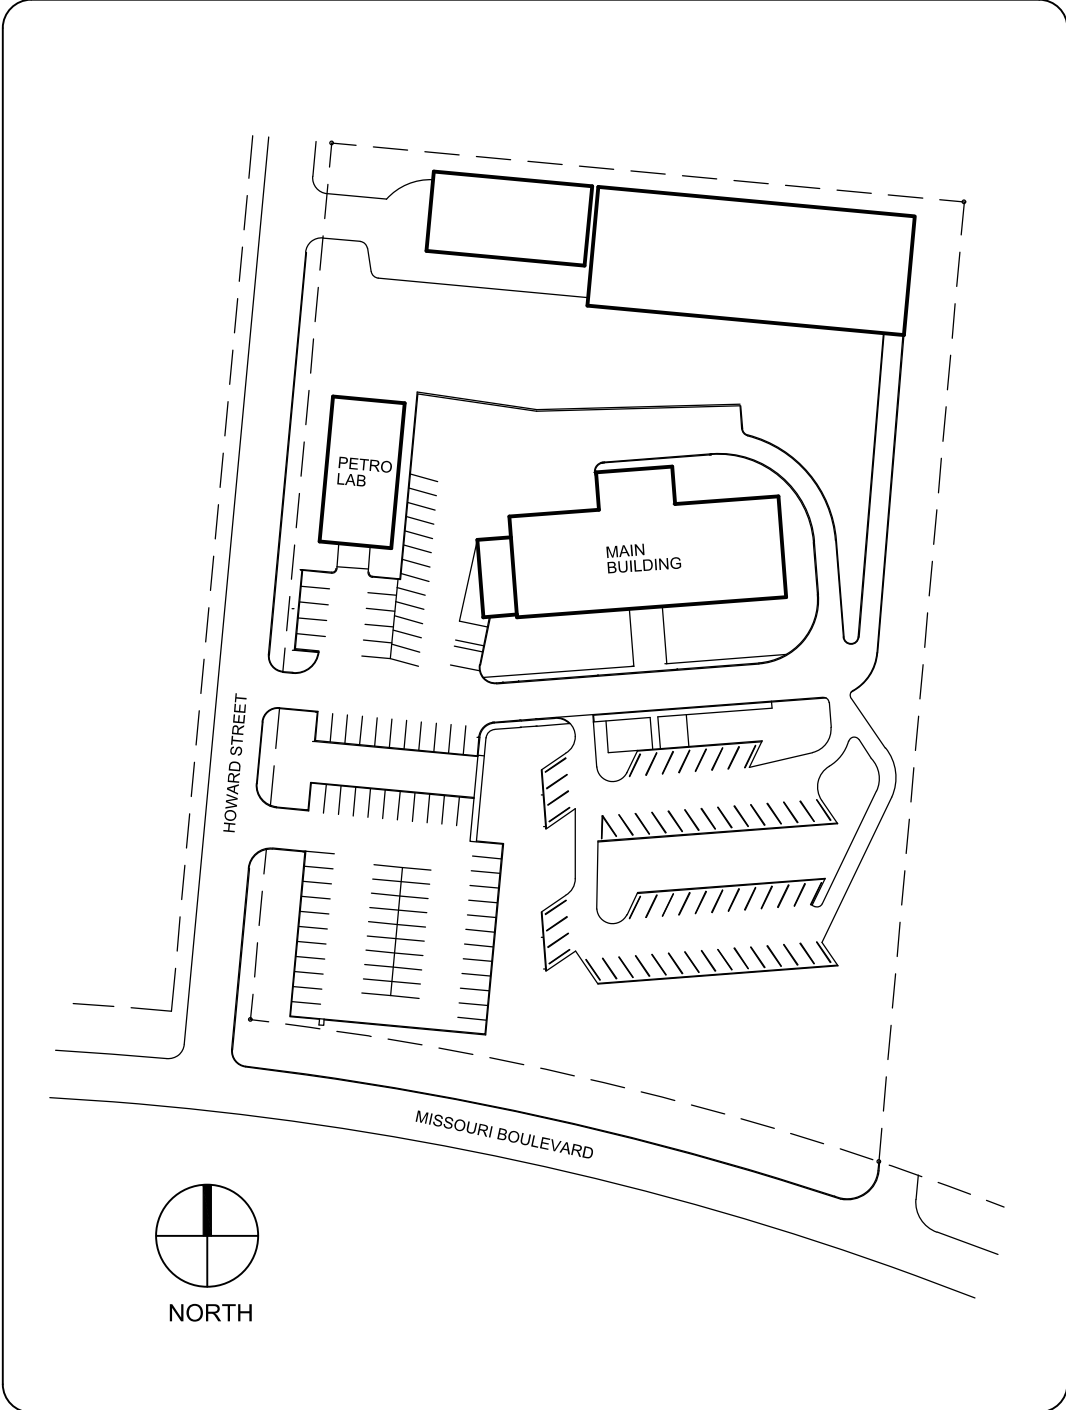 PETRO
LAB
MAIN
BUILDING
HOWARD STREET
MISSOURI BOULEVARD
NORTH